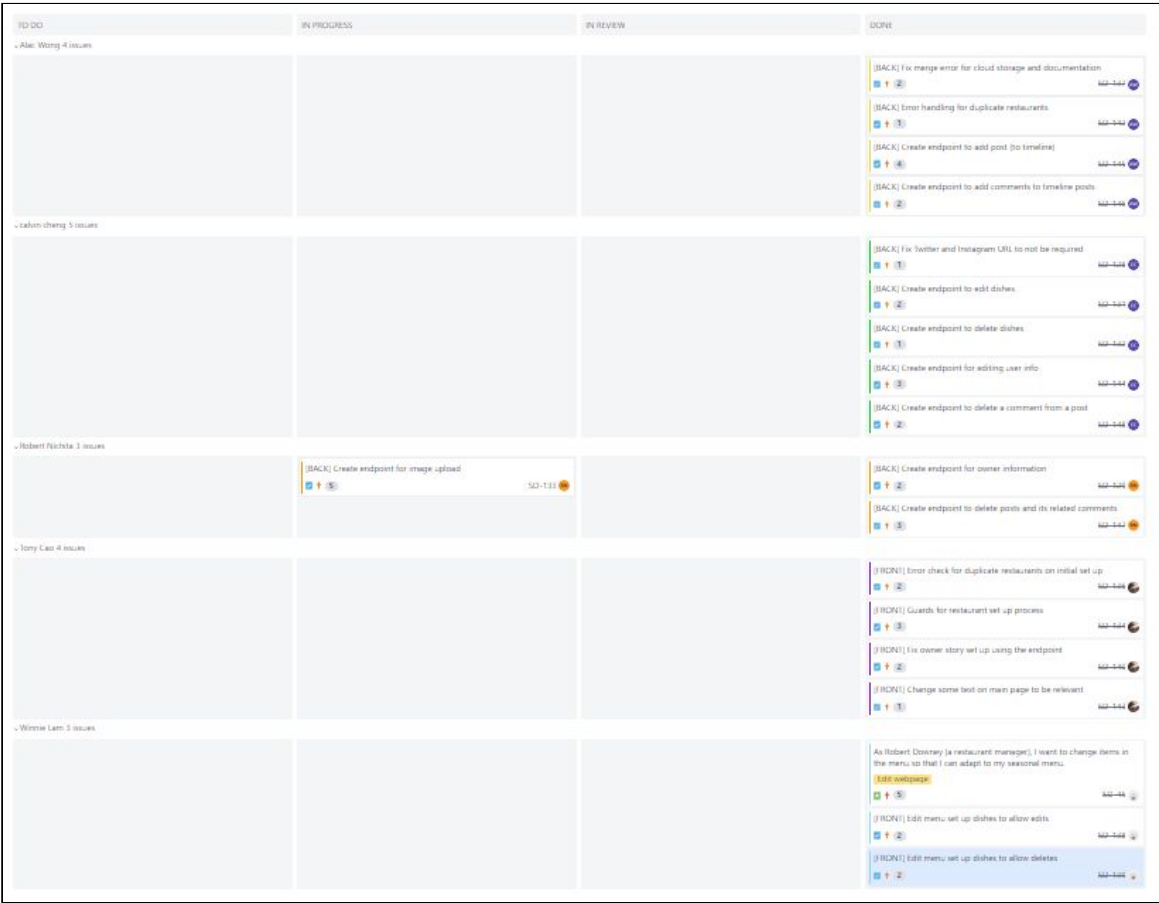 TO DO
IN PROGRESS
IN REVIEW
DONE
Alac Wong 4 issues
[BACK] Fix merge error for cloud storage and documentation
2
[BACK] Error handling for duplicate restaurants
1
[BACK] Create endpoint to add post (to timeline)
4
[BACK] Create endpoint to add comments to timeline posts
2
calvin cheng 5 issues
[BACK] Fix Twitter and Instagram URL to not be required
1
[BACK] Create endpoint to edit dishes
2
[BACK] Create endpoint to delete dishes
1
[BACK] Create endpoint for editing user info
3
[BACK] Create endpoint to delete a comment from a post
2
Robert Nichita 3 issues
[BACK] Create endpoint for image upload
5 SD-133
[BACK] Create endpoint for owner information
2
[BACK] Create endpoint to delete posts and its related comments
3
Tony Cao 4 issues
[FRONT] Error check for duplicate restaurants on initial set up
2
[FRONT] Guards for restaurant set up process
3
[FRONT] Fix owner story set up using the endpoint
2
[FRONT] Change some text on main page to be relevant
1
Winnie Lam 3 issues
As Robert Downey (a restaurant manager), I want to change items in
the menu so that I can adapt to my seasonal menu.
Edit webpage
5
[FRONT] Edit menu set up dishes to allow edits
2
[FRONT] Edit menu set up dishes to allow deletes
2